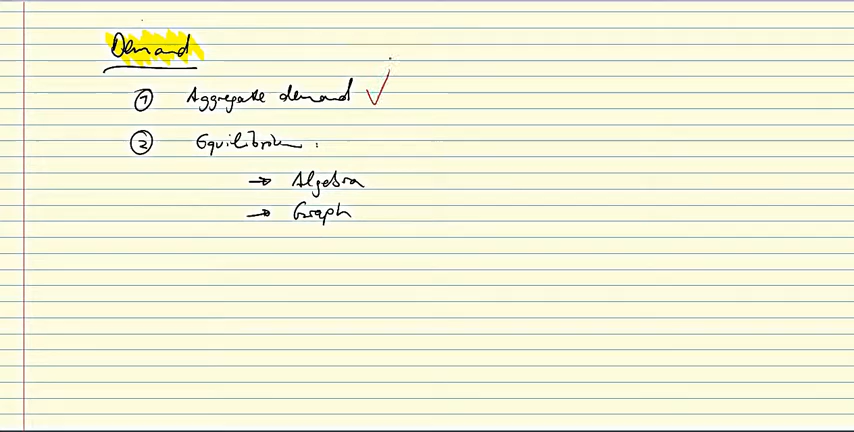 Demand
① Aggregate demand ✓
② Equilibrium :
→ Algebra
→ Graph